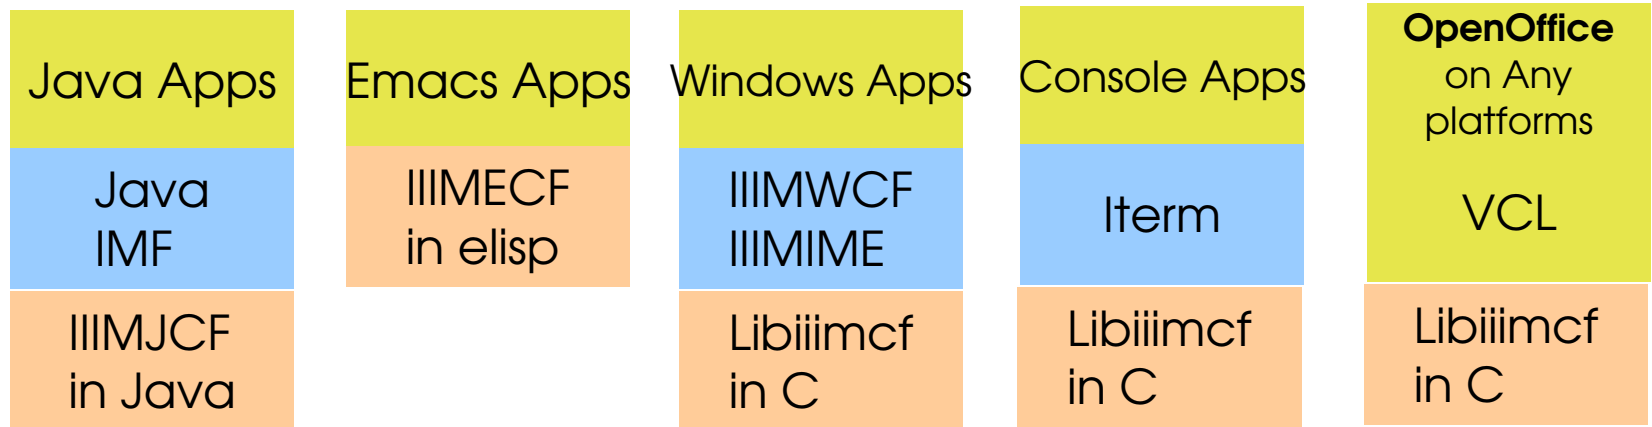 Java Apps
Java
IMF
IIIMJCF
in Java
Emacs Apps
IIIMECF
in elisp
Windows Apps
IIIMWCF
IIIMIME
Libiiimcf
in C
Console Apps
Iterm
Libiiimcf
in C
OpenOffice
on Any
platforms
VCL
Libiiimcf
in C